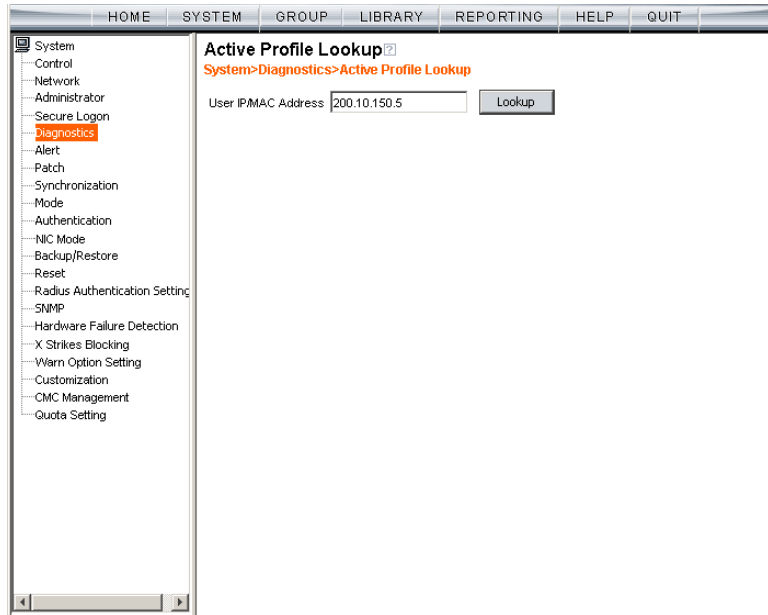 HOME SYSTEM GROUP LIBRARY REPORTING HELP QUIT
System
Control
Network
Administrator
Secure Logon
Diagnostics
Alert
Patch
Synchronization
Mode
Authentication
NIC Mode
Backup/Restore
Reset
Radius Authentication Setting
SNMP
Hardware Failure Detection
X Strikes Blocking
Warn Option Setting
Customization
CMC Management
Quota Setting
Active Profile Lookup?
System>Diagnostics>Active Profile Lookup
User IP/MAC Address 200.10.150.5 Lookup